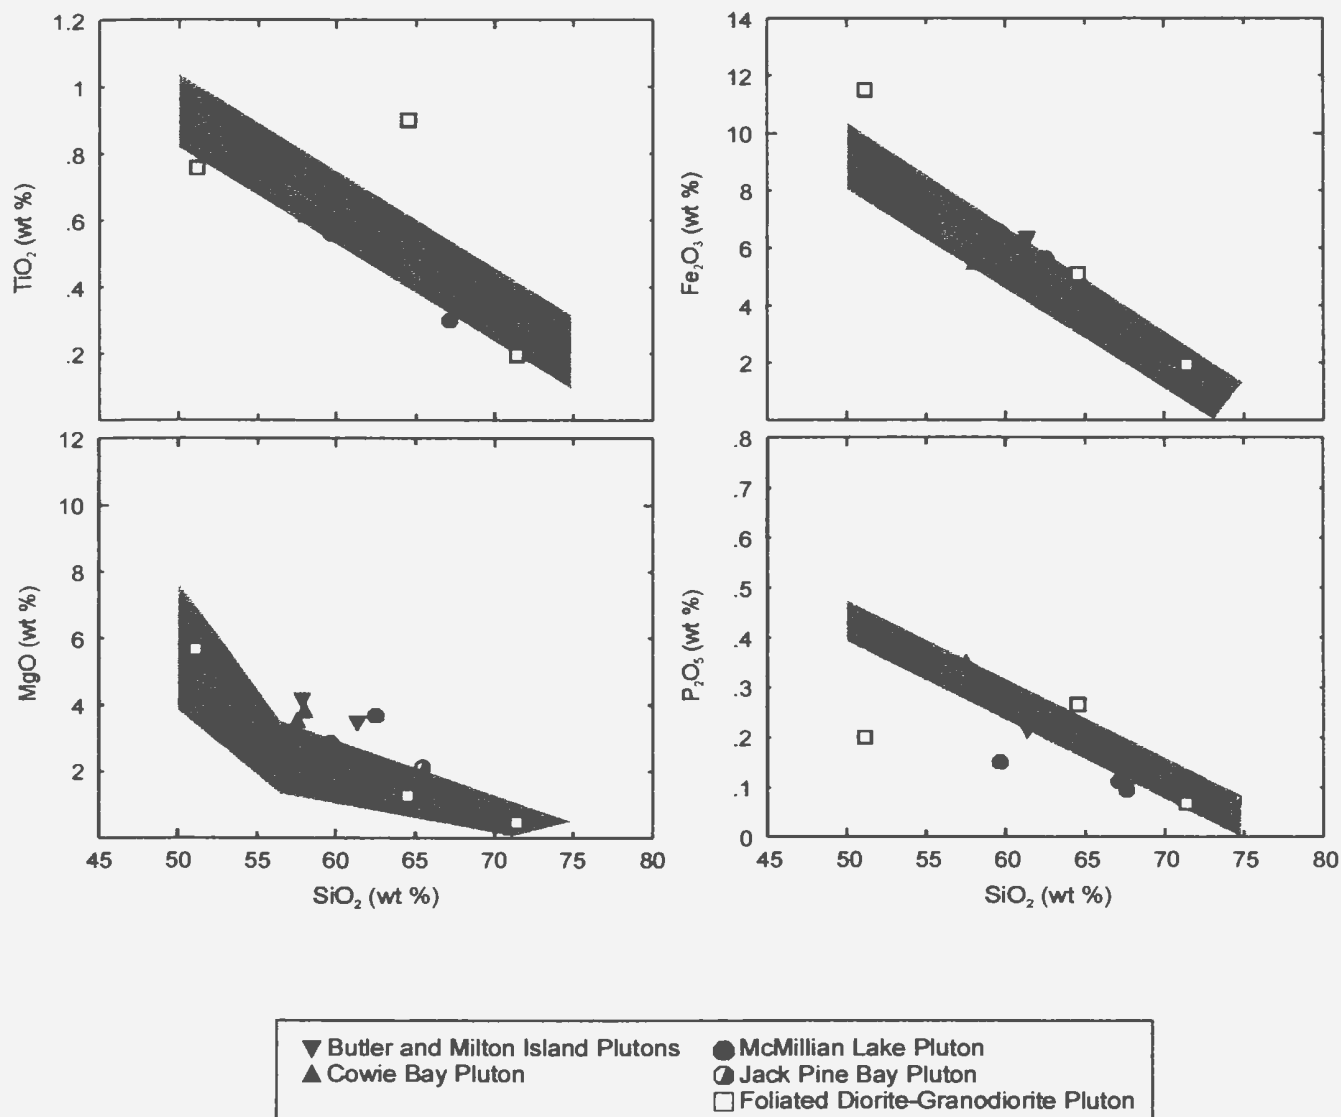 1.2
1
.8
.6
.4
.2
TiO₂ (wt %)
14
12
10
8
6
4
2
Fe₂O₃ (wt %)
12
10
8
6
4
2
MgO (wt %)
45 50 55 60 65 70 75 80
SiO₂ (wt %)
.8
.7
.6
.5
.4
.3
.2
.1
0
P₂O₅ (wt %)
45 50 55 60 65 70 75 80
SiO₂ (wt %)
Butler and Milton Island Plutons
Cowie Bay Pluton
McMillian Lake Pluton
Jack Pine Bay Pluton
Foliated Diorite-Granodiorite Pluton